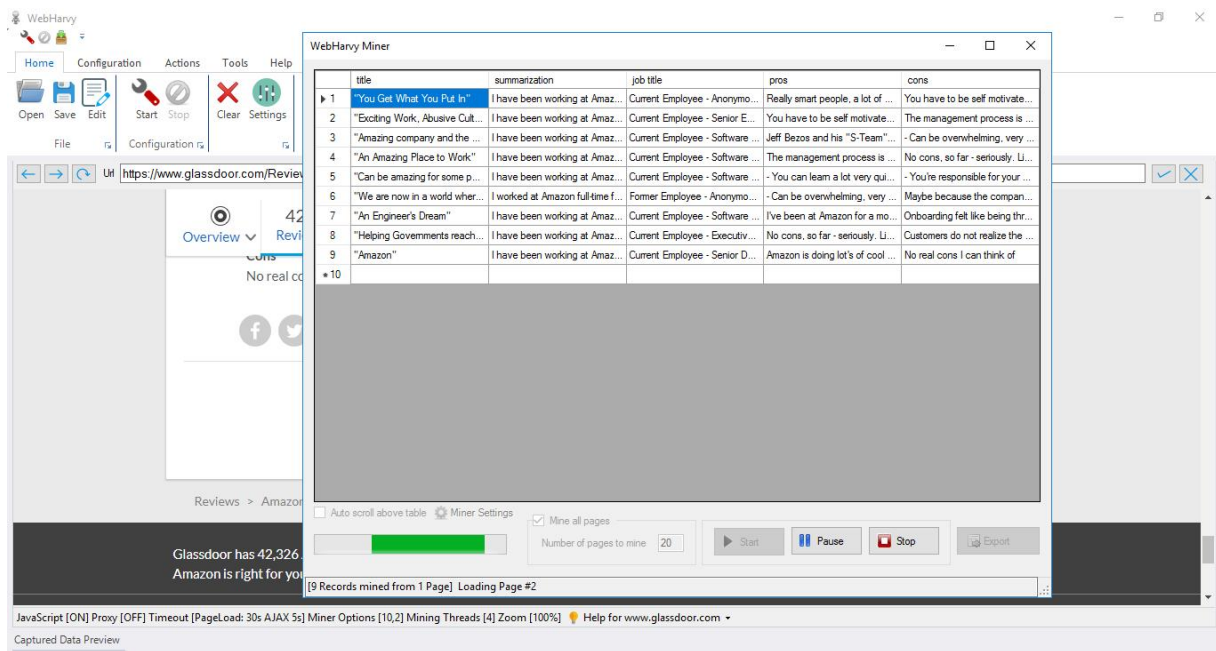 WebHarvy
Home Configuration Actions Tools Help
Open Save Edit Start Stop Clear Settings
File Configuration
Url https://www.glassdoor.com/Review
Overview
42
Revi
Cons
No real co
Reviews > Amazon
Glassdoor has 42,326
Amazon is right for you
WebHarvy Miner
title summarization job title pros cons
1 "You Get What You Put In" I have been working at Amaz... Current Employee - Anonymo... Really smart people, a lot of ... You have to be self motivate...
2 "Exciting Work, Abusive Cult... I have been working at Amaz... Current Employee - Senior E... You have to be self motivate... The management process is ...
3 "Amazing company and the ... I have been working at Amaz... Current Employee - Software ... Jeff Bezos and his "S-Team"... - Can be overwhelming, very ...
4 "An Amazing Place to Work" I have been working at Amaz... Current Employee - Software ... The management process is ... No cons, so far - seriously. Li...
5 "Can be amazing for some p... I have been working at Amaz... Current Employee - Software ... - You can learn a lot very qui... - You're responsible for your ...
6 "We are now in a world wher... I worked at Amazon full-time f... Former Employee - Anonymo... - Can be overwhelming, very ... Maybe because the compan...
7 "An Engineer's Dream" I have been working at Amaz... Current Employee - Software ... I've been at Amazon for a mo... Onboarding felt like being thr...
8 "Helping Governments reach... I have been working at Amaz... Current Employee - Executiv... No cons, so far - seriously. Li... Customers do not realize the ...
9 "Amazon" I have been working at Amaz... Current Employee - Senior D... Amazon is doing lot's of cool ... No real cons I can think of
10
Auto scroll above table Miner Settings
Mine all pages
Number of pages to mine 20
Start Pause Stop Export
[9 Records mined from 1 Page] Loading Page #2
JavaScript [ON] Proxy [OFF] Timeout [PageLoad: 30s AJAX 5s] Miner Options [10,2] Mining Threads [4] Zoom [100%] Help for www.glassdoor.com
Captured Data Preview